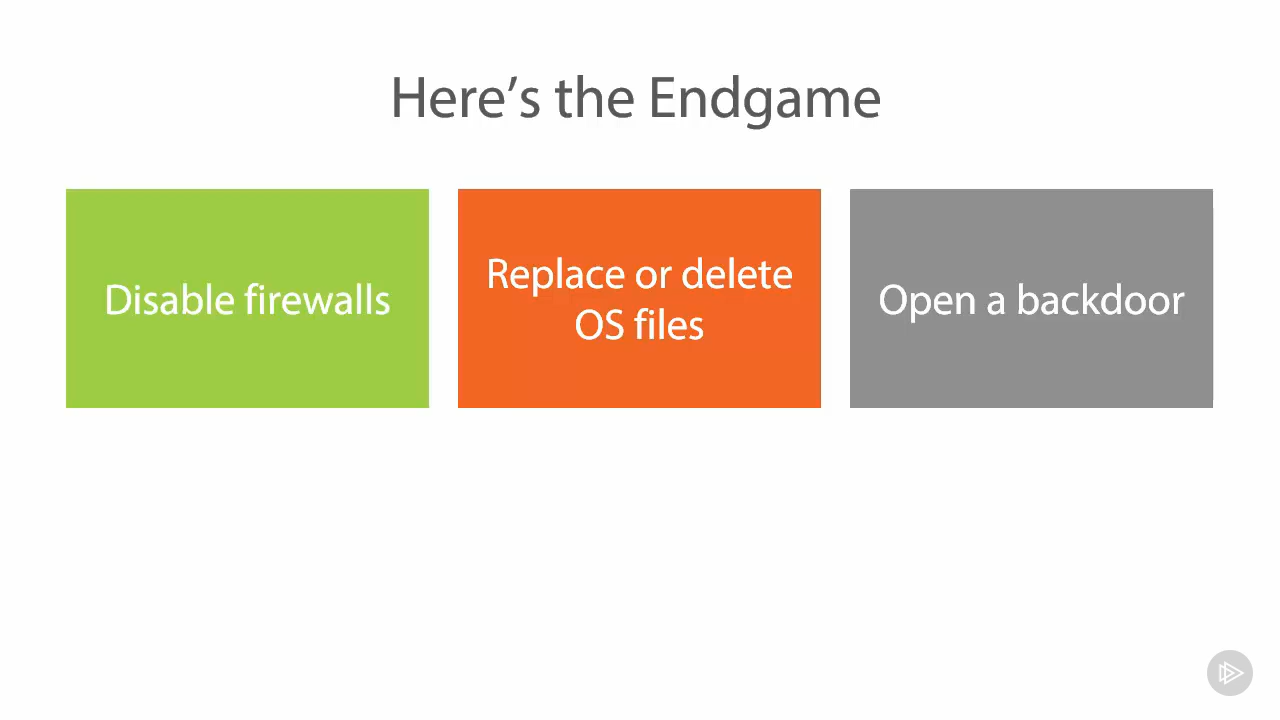 Here’s the Endgame
Disable firewalls
Replace or delete
OS files
Open a backdoor